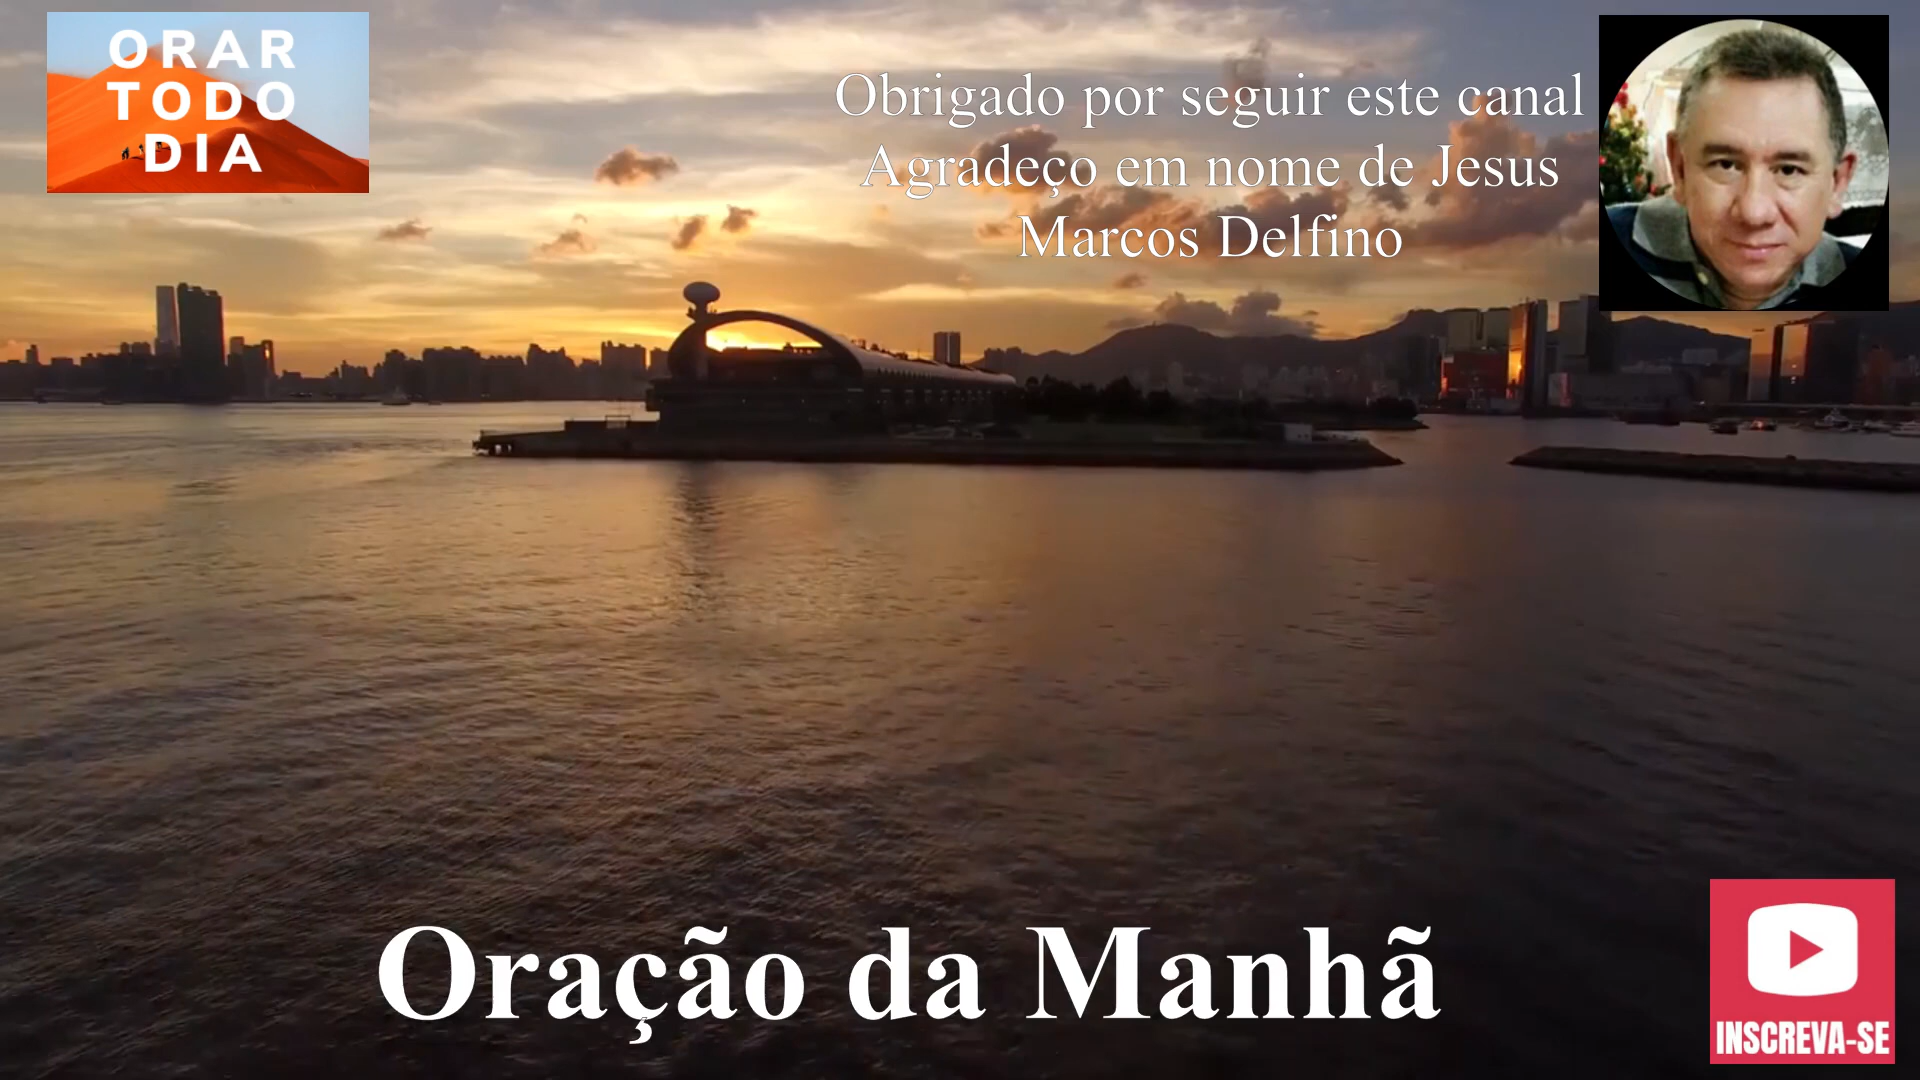 ORAR
TODO
DIA
Obrigado por seguir este canal
Agradeço em nome de Jesus
Marcos Delfino
Oração da Manhã
INSCREVA-SE